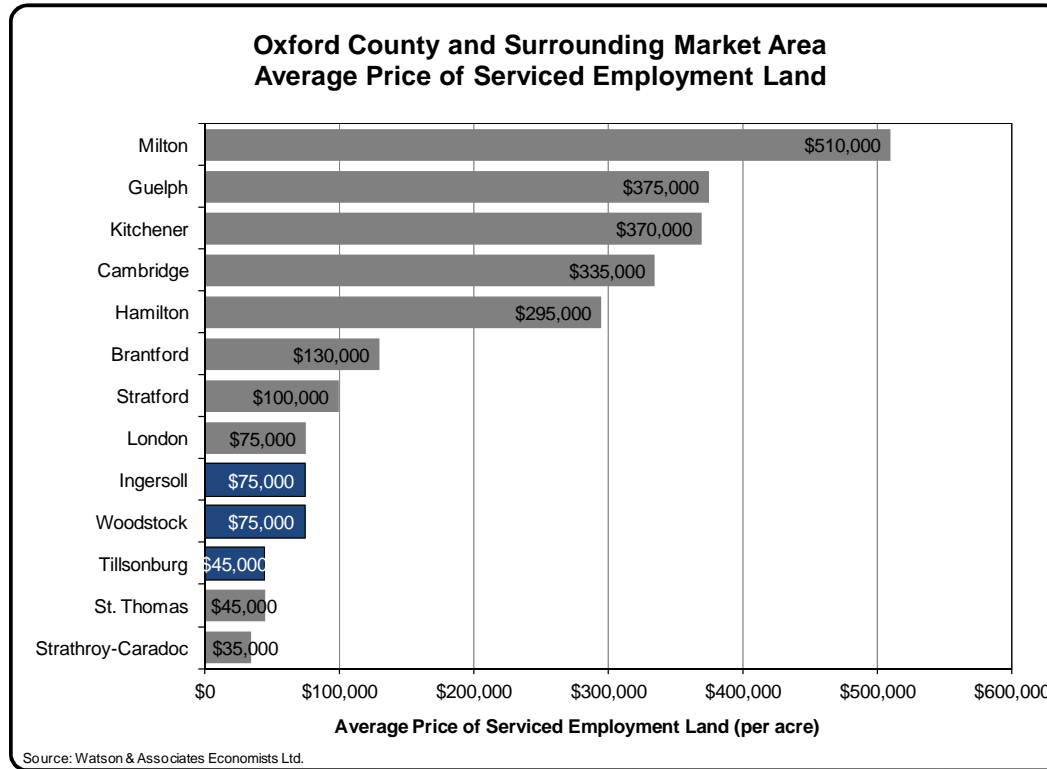 Oxford County and Surrounding Market Area
Average Price of Serviced Employment Land
Milton
$510,000
Guelph
$375,000
Kitchener
$370,000
Cambridge
$335,000
Hamilton
$295,000
Brantford
$130,000
Stratford
$100,000
London
$75,000
Ingersoll
$75,000
Woodstock
$75,000
Tillsonburg
$45,000
St. Thomas
$45,000
Strathroy-Caradoc
$35,000
$0 $100,000 $200,000 $300,000 $400,000 $500,000 $600,000
Average Price of Serviced Employment Land (per acre)
Source: Watson & Associates Economists Ltd.